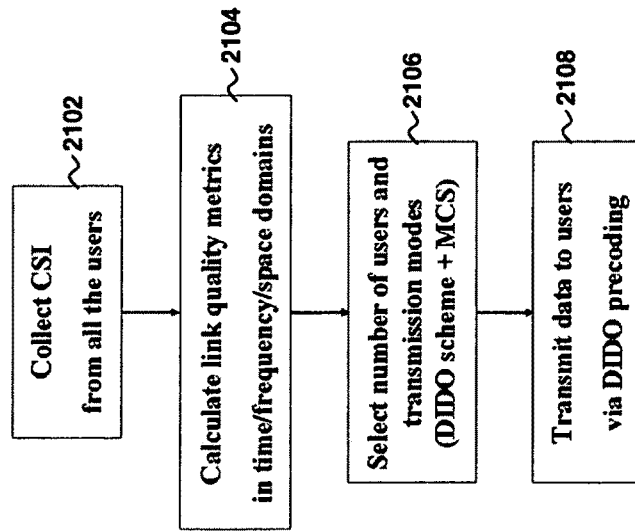 2102
Collect CSI
from all the users
2104
Calculate link quality metrics
in time/frequency/space domains
2106
Select number of users and
transmission modes
(DIDO scheme + MCS)
2108
Transmit data to users
via DIDO precoding